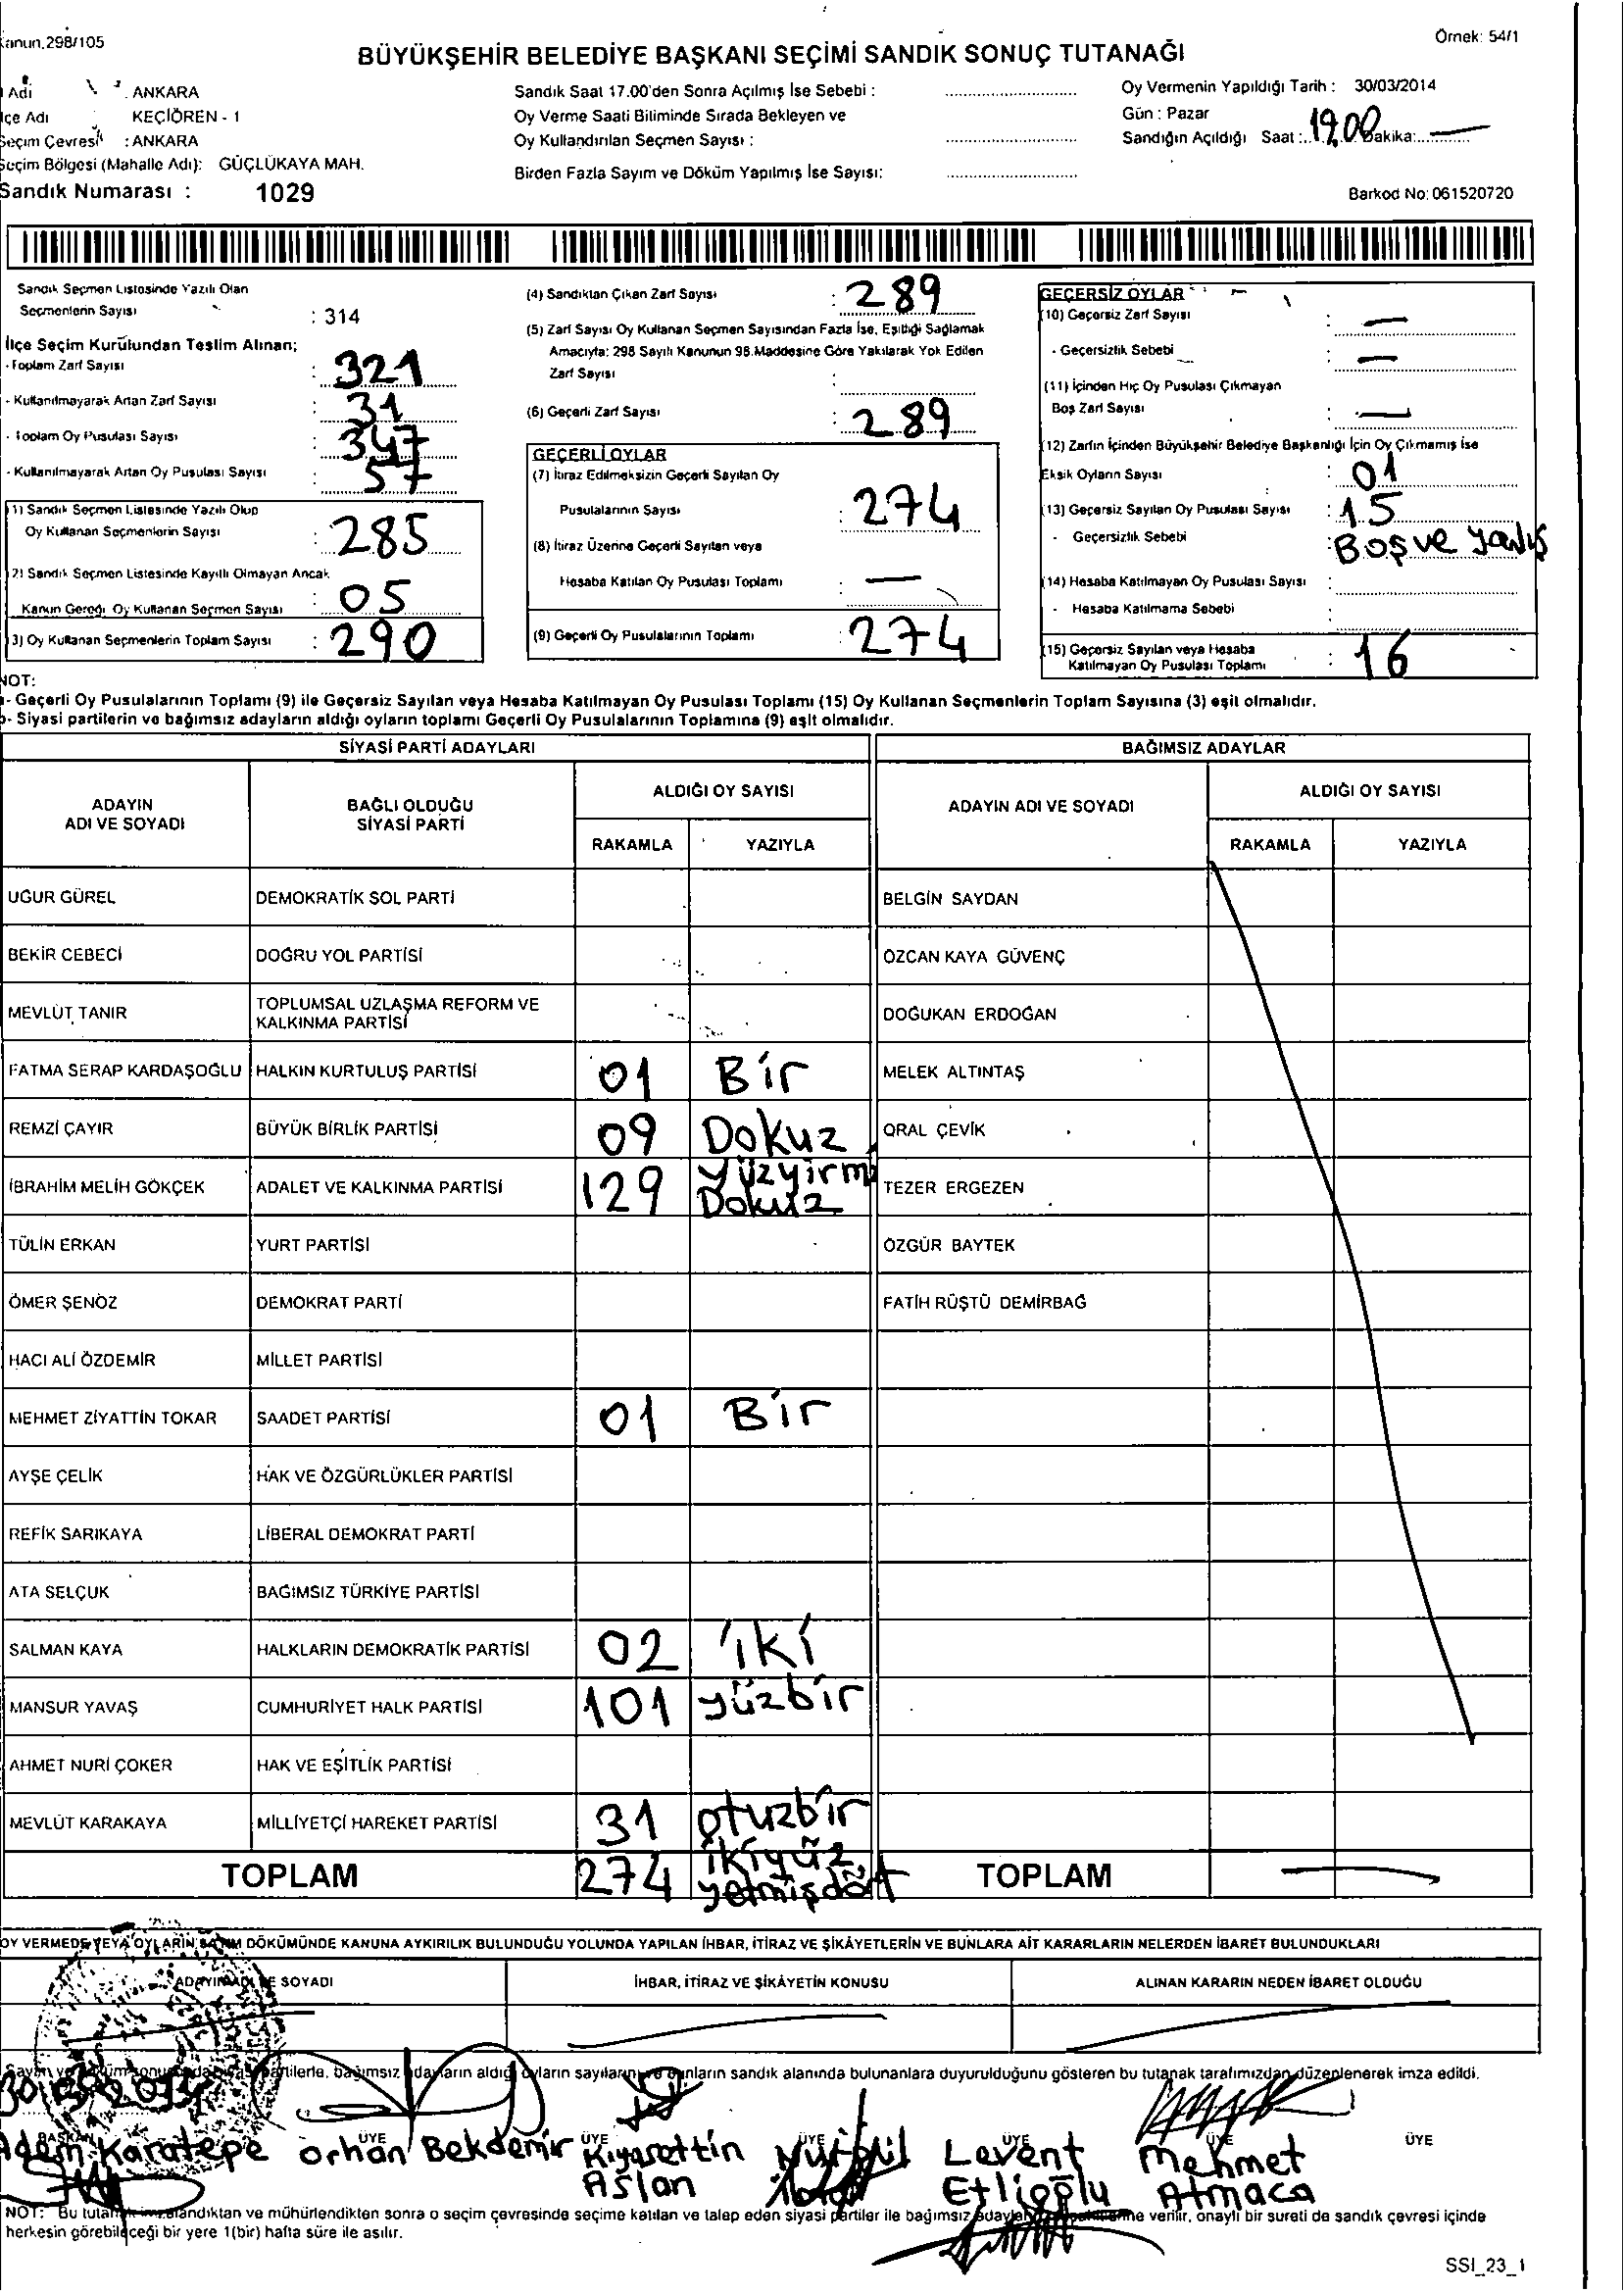 Kanun.298/105
Örnek: 54/1
BÜYÜKŞEHİR BELEDİYE BAŞKANI SEÇİMİ SANDIK SONUÇ TUTANAĞI
Adı : ANKARA
İlçe Adı KEÇİÖREN - 1
Seçim Çevresi : ANKARA
Seçim Bölgesi (Mahalle Adı): GÜÇLÜKAYA MAH.
Sandık Numarası : 1029
Sandık Saat 17.00'den Sonra Açılmış İse Sebebi :
Oy Verme Saati Bitiminde Sırada Bekleyen ve
Oy Kullandırılan Seçmen Sayısı :
Birden Fazla Sayım ve Döküm Yapılmış İse Sayısı:
Oy Vermenin Yapıldığı Tarih : 30/03/2014
Gün : Pazar
Sandığın Açıldığı Saat : 19.00 Dakika: —
Barkod No: 061520720
Sandık Seçmen Listesinde Yazılı Olan
Seçmenlerin Sayısı : 314
İlçe Seçim Kurulundan Teslim Alınan;
- Toplam Zarf Sayısı : 321
- Kullanılmayarak Artan Zarf Sayısı : 31
- Toplam Oy Pusulası Sayısı : 347
- Kullanılmayarak Artan Oy Pusulası Sayısı : 57
(1) Sandık Seçmen Listesinde Yazılı Olup
Oy Kullanan Seçmenlerin Sayısı : 285
(2) Sandık Seçmen Listesinde Kayıtlı Olmayan Ancak
Kanun Gereği Oy Kullanan Seçmen Sayısı : 05
(3) Oy Kullanan Seçmenlerin Toplam Sayısı : 290
(4) Sandıktan Çıkan Zarf Sayısı : 289
(5) Zarf Sayısı Oy Kullanan Seçmen Sayısından Fazla İse, Eşitliği Sağlamak
Amacıyla: 298 Sayılı Kanunun 98.Maddesine Göre Yakılarak Yok Edilen
Zarf Sayısı :
(6) Geçerli Zarf Sayısı : 289
GEÇERLİ OYLAR
(7) İtiraz Edilmeksizin Geçerli Sayılan Oy
Pusulalarının Sayısı : 274
(8) İtiraz Üzerine Geçerli Sayılan veya
Hesaba Katılan Oy Pusulası Toplamı : —
(9) Geçerli Oy Pusulalarının Toplamı : 274
GEÇERSİZ OYLAR
(10) Geçersiz Zarf Sayısı : —
- Geçersizlik Sebebi : —
(11) İçinden Hiç Oy Pusulası Çıkmayan
Boş Zarf Sayısı : —
(12) Zarfın İçinden Büyükşehir Belediye Başkanlığı İçin Oy Çıkmamış İse
Eksik Oyların Sayısı : 01
(13) Geçersiz Sayılan Oy Pusulası Sayısı : 15
- Geçersizlik Sebebi : Boş ve yanlış
(14) Hesaba Katılmayan Oy Pusulası Sayısı :
- Hesaba Katılmama Sebebi :
(15) Geçersiz Sayılan veya Hesaba
Katılmayan Oy Pusulası Toplamı : 16
NOT:
a- Geçerli Oy Pusulalarının Toplamı (9) ile Geçersiz Sayılan veya Hesaba Katılmayan Oy Pusulası Toplamı (15) Oy Kullanan Seçmenlerin Toplam Sayısına (3) eşit olmalıdır.
b- Siyasi partilerin ve bağımsız adayların aldığı oyların toplamı Geçerli Oy Pusulalarının Toplamına (9) eşit olmalıdır.
SİYASİ PARTİ ADAYLARI BAĞIMSIZ ADAYLAR
ADAYIN ADI VE SOYADI BAĞLI OLDUĞU SİYASİ PARTİ ALDIĞI OY SAYISI ADAYIN ADI VE SOYADI ALDIĞI OY SAYISI
RAKAMLA YAZIYLA RAKAMLA YAZIYLA
UĞUR GÜREL DEMOKRATİK SOL PARTİ BELGİN SAYDAN
BEKİR CEBECİ DOĞRU YOL PARTİSİ ÖZCAN KAYA GÜVENÇ
MEVLÜT TANIR TOPLUMSAL UZLAŞMA REFORM VE KALKINMA PARTİSİ DOĞUKAN ERDOĞAN
FATMA SERAP KARDAŞOĞLU HALKIN KURTULUŞ PARTİSİ 01 Bir MELEK ALTINTAŞ
REMZİ ÇAYIR BÜYÜK BİRLİK PARTİSİ 09 Dokuz ORAL ÇEVİK
İBRAHİM MELİH GÖKÇEK ADALET VE KALKINMA PARTİSİ 129 yüzyirmi Dokuz TEZER ERGEZEN
TÜLİN ERKAN YURT PARTİSİ ÖZGÜR BAYTEK
ÖMER ŞENÖZ DEMOKRAT PARTİ FATİH RÜŞTÜ DEMİRBAĞ
HACI ALİ ÖZDEMİR MİLLET PARTİSİ
MEHMET ZİYATTİN TOKAR SAADET PARTİSİ 01 Bir
AYŞE ÇELİK HAK VE ÖZGÜRLÜKLER PARTİSİ
REFİK SARIKAYA LİBERAL DEMOKRAT PARTİ
ATA SELÇUK BAĞIMSIZ TÜRKİYE PARTİSİ
SALMAN KAYA HALKLARIN DEMOKRATİK PARTİSİ 02 iki
MANSUR YAVAŞ CUMHURİYET HALK PARTİSİ 101 yüzbir
AHMET NURİ ÇOKER HAK VE EŞİTLİK PARTİSİ
MEVLÜT KARAKAYA MİLLİYETÇİ HAREKET PARTİSİ 31 otuzbir
TOPLAM 274 ikiyüz yetmişdört TOPLAM —
OY VERMEDE VEYA OYLARIN SAYIM DÖKÜMÜNDE KANUNA AYKIRILIK BULUNDUĞU YOLUNDA YAPILAN İHBAR, İTİRAZ VE ŞİKÂYETLERİN VE BUNLARA AİT KARARLARIN NELERDEN İBARET BULUNDUKLARI
ADAYIN ADI VE SOYADI İHBAR, İTİRAZ VE ŞİKÂYETİN KONUSU ALINAN KARARIN NEDEN İBARET OLDUĞU
partilerle, bağımsız adayların aldığı oyların sayılarını ve bunların sandık alanında bulunanlara duyurulduğunu gösteren bu tutanak tarafımızdan düzenlenerek imza edildi.
BAŞKAN ÜYE ÜYE ÜYE ÜYE ÜYE ÜYE
Adem Karatepe Orhan Bekdemir Kıyasettin Aslan Levent Etlioğlu Mehmet Atmaca
NOT: Bu tutanak imzalandıktan ve mühürlendikten sonra o seçim çevresinde seçime katılan ve talep eden siyasi partiler ile bağımsız verilir, onaylı bir sureti de sandık çevresi içinde
herkesin görebileceği bir yere 1(bir) hafta süre ile asılır.
SSI_23_1